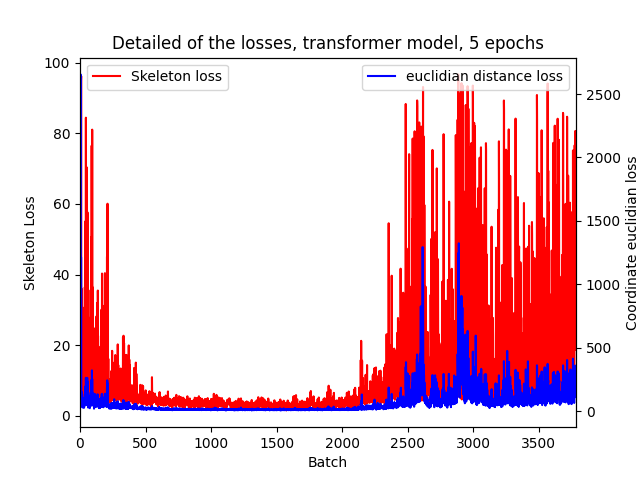 Detailed of the losses, transformer model, 5 epochs
Skeleton loss
euclidian distance loss
Skeleton Loss
100
80
60
40
20
0
2500
2000
1500
1000
500
0
Coordinate euclidian loss
0 500 1000 1500 2000 2500 3000 3500
Batch